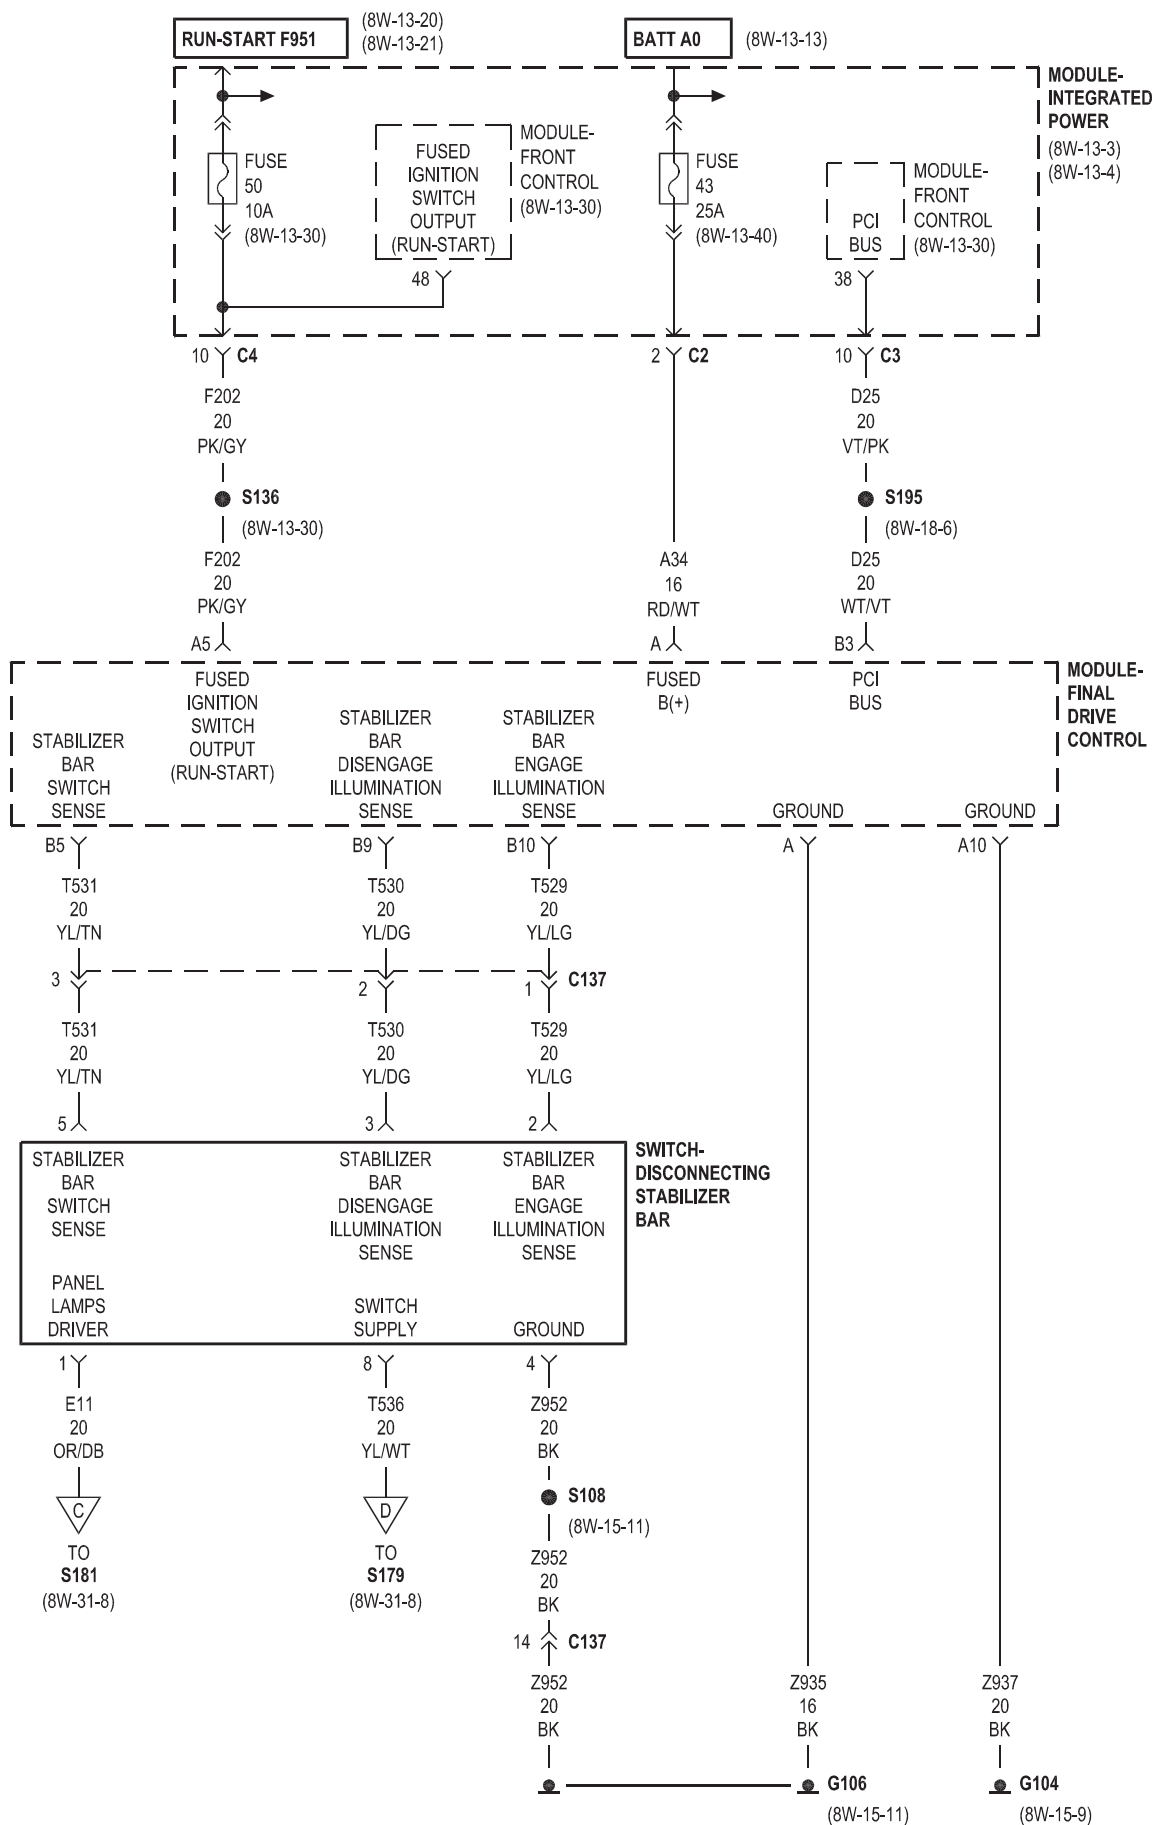 RUN-START F951
(8W-13-20)
(8W-13-21)
BATT A0
(8W-13-13)
MODULE-
INTEGRATED
POWER
(8W-13-3)
(8W-13-4)
FUSE
50
10A
(8W-13-30)
FUSED
IGNITION
SWITCH
OUTPUT
(RUN-START)
MODULE-
FRONT
CONTROL
(8W-13-30)
48
FUSE
43
25A
(8W-13-40)
PCI
BUS
MODULE-
FRONT
CONTROL
(8W-13-30)
38
10 C4
2 C2
10 C3
F202
20
PK/GY
D25
20
VT/PK
S136
(8W-13-30)
S195
(8W-18-6)
F202
20
PK/GY
A34
16
RD/WT
D25
20
WT/VT
A5
A
B3
MODULE-
FINAL
DRIVE
CONTROL
STABILIZER
BAR
SWITCH
SENSE
FUSED
IGNITION
SWITCH
OUTPUT
(RUN-START)
STABILIZER
BAR
DISENGAGE
ILLUMINATION
SENSE
STABILIZER
BAR
ENGAGE
ILLUMINATION
SENSE
FUSED
B(+)
PCI
BUS
GROUND
GROUND
B5
B9
B10
A
A10
T531
20
YL/TN
T530
20
YL/DG
T529
20
YL/LG
3
2
1
C137
T531
20
YL/TN
T530
20
YL/DG
T529
20
YL/LG
5
3
2
SWITCH-
DISCONNECTING
STABILIZER
BAR
STABILIZER
BAR
SWITCH
SENSE
STABILIZER
BAR
DISENGAGE
ILLUMINATION
SENSE
STABILIZER
BAR
ENGAGE
ILLUMINATION
SENSE
PANEL
LAMPS
DRIVER
SWITCH
SUPPLY
GROUND
1
8
4
E11
20
OR/DB
T536
20
YL/WT
Z952
20
BK
C
TO
S181
(8W-31-8)
D
TO
S179
(8W-31-8)
S108
(8W-15-11)
Z952
20
BK
14 C137
Z952
20
BK
Z935
16
BK
Z937
20
BK
G106
(8W-15-11)
G104
(8W-15-9)